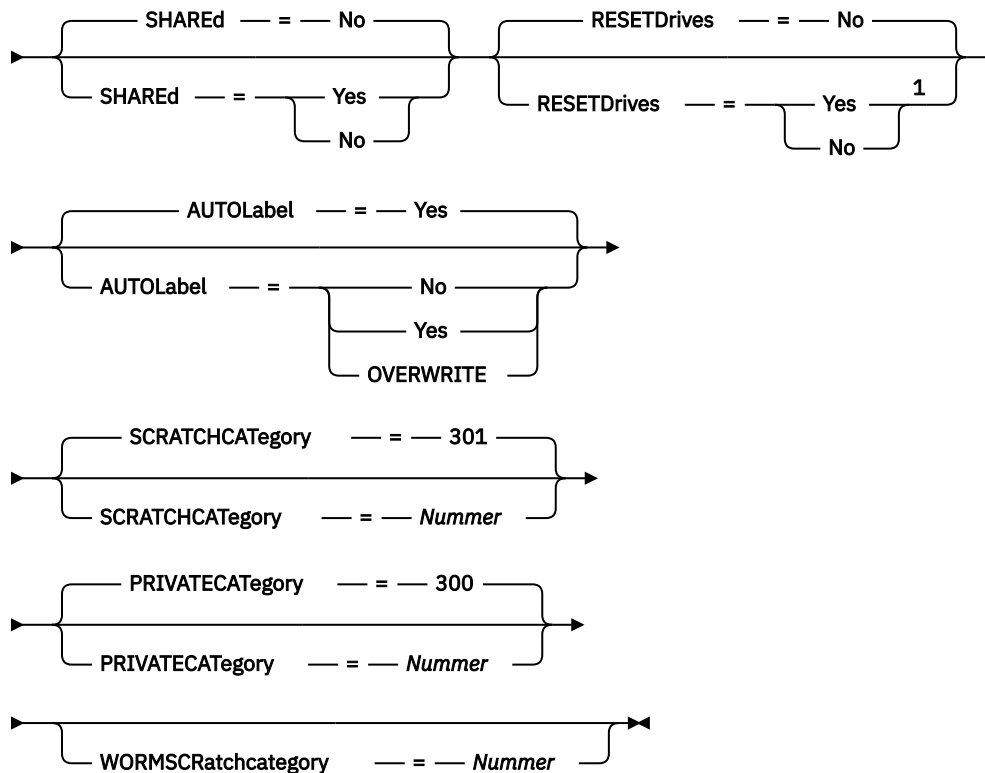 SHAREd = No RESETDrives = No
SHAREd = Yes RESETDrives = Yes 1
No No
AUTOLabel = Yes
AUTOLabel = No
Yes
OVERWRITE
SCRATCHCATegory = 301
SCRATCHCATegory = Nummer
PRIVATECATegory = 300
PRIVATECATegory = Nummer
WORMSCRatchcategory = Nummer